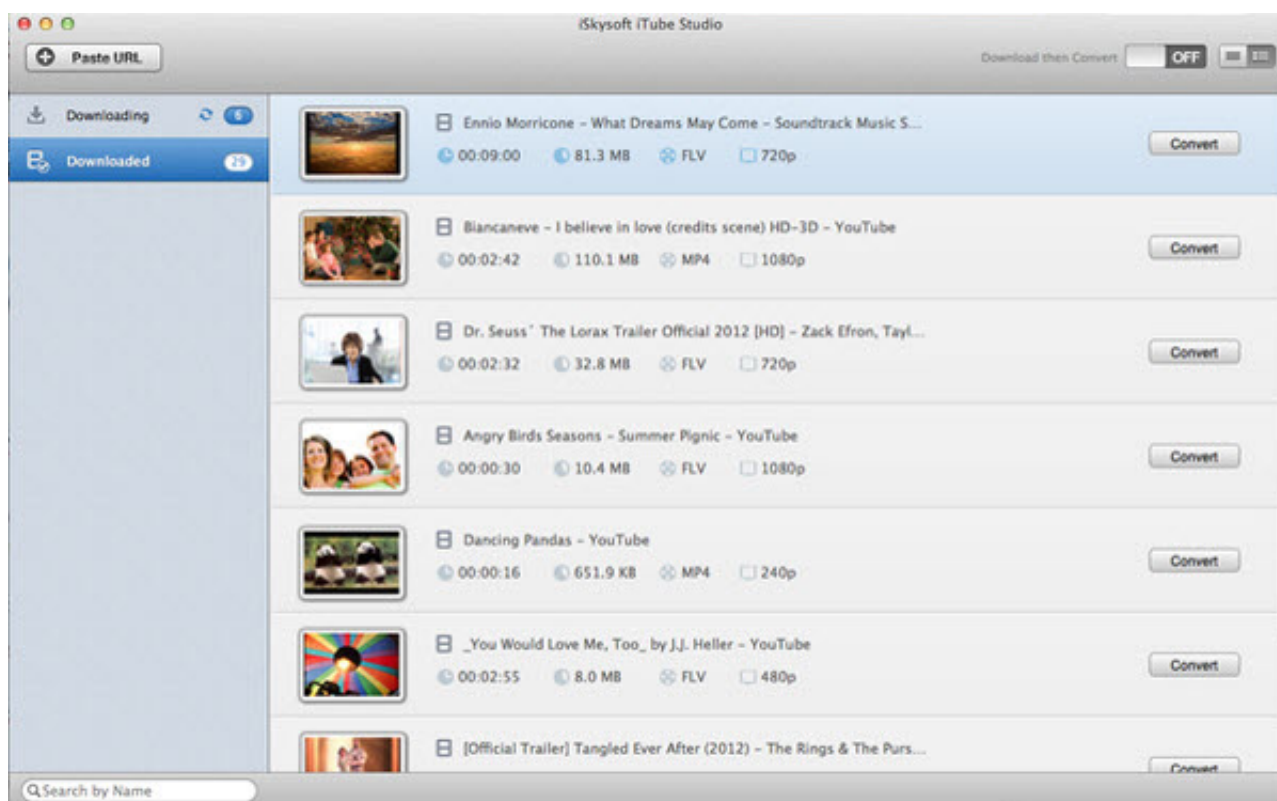 iSkysoft iTube Studio
Paste URL
Download then Convert OFF
Downloading 6
Downloaded 29
Ennio Morricone – What Dreams May Come – Soundtrack Music S...
00:09:00 81.3 MB FLV 720p
Convert
Biancaneve – I believe in love (credits scene) HD-3D – YouTube
00:02:42 110.1 MB MP4 1080p
Convert
Dr. Seuss´ The Lorax Trailer Official 2012 [HD] – Zack Efron, Tayl...
00:02:32 32.8 MB FLV 720p
Convert
Angry Birds Seasons – Summer Pignic – YouTube
00:00:30 10.4 MB FLV 1080p
Convert
Dancing Pandas – YouTube
00:00:16 651.9 KB MP4 240p
Convert
_You Would Love Me, Too_ by J.J. Heller – YouTube
00:02:55 8.0 MB FLV 480p
Convert
[Official Trailer] Tangled Ever After (2012) – The Rings & The Purs...
Convert
Search by Name